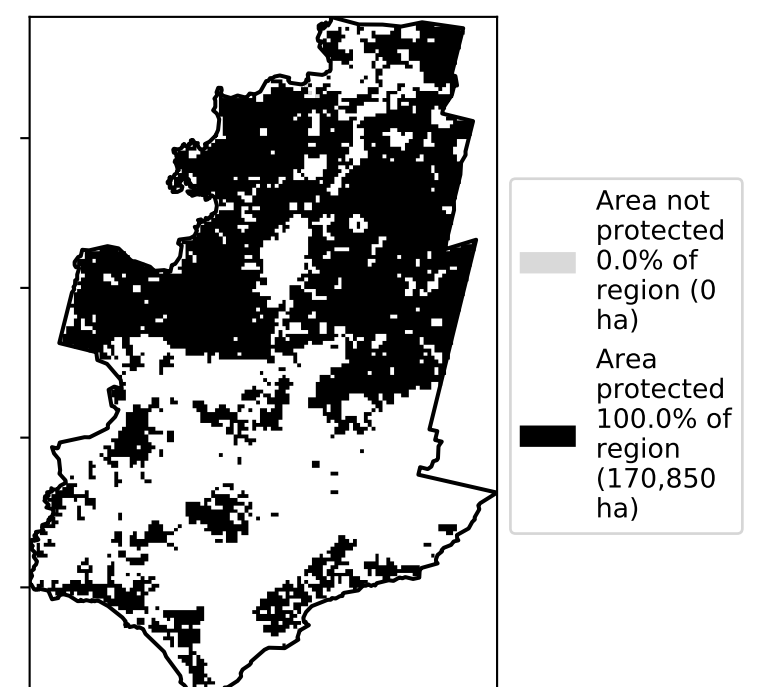 Area not
protected
0.0% of
region (0
ha)
Area
protected
100.0% of
region
(170,850
ha)